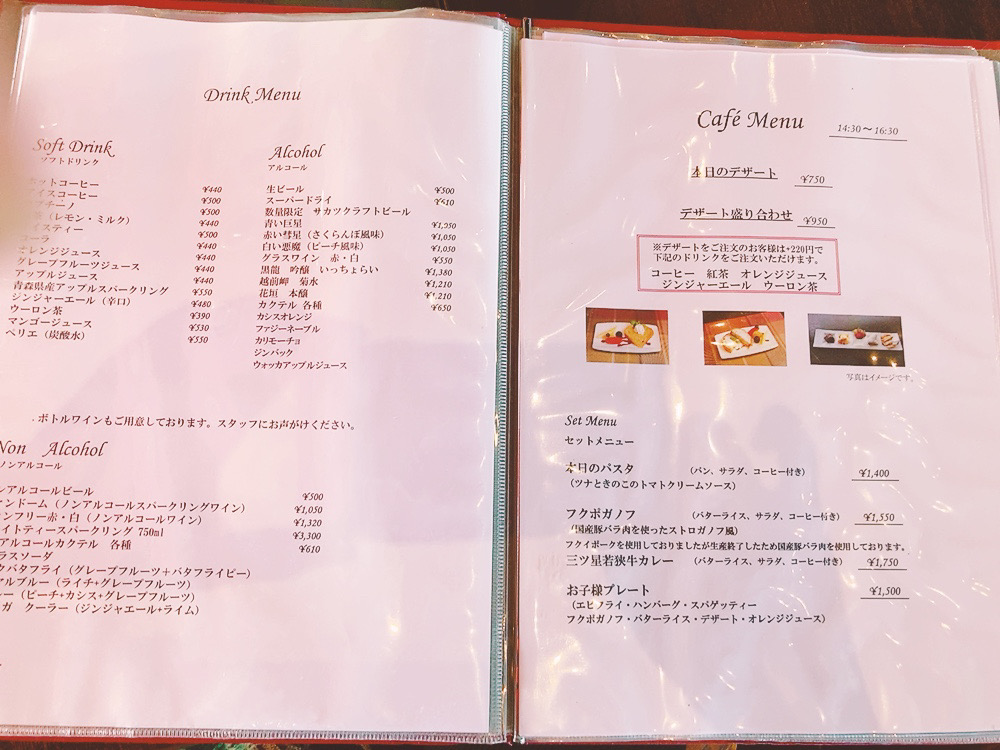 Drink Menu
Soft Drink
ソフトドリンク
ットコーヒー ¥440
イスコーヒー ¥500
プチーノ ¥500
（レモン・ミルク） ¥440
イスティー ¥500
コーラ ¥440
オレンジジュース ¥440
グレープフルーツジュース ¥440
アップルジュース ¥440
青森県産アップルスパークリング ¥550
ジンジャーエール（辛口） ¥480
ウーロン茶 ¥390
マンゴージュース ¥530
ペリエ（炭酸水） ¥550
Alcohol
アルコール
生ビール ¥500
スーパードライ ¥610
数量限定 サカツクラフトビール
青い巨星 ¥1,050
赤い彗星（さくらんぼ風味） ¥1,050
白い悪魔（ピーチ風味） ¥1,050
グラスワイン 赤・白 ¥550
黒龍 吟醸 いっちょらい ¥1,380
越前岬 菊水 ¥1,210
花垣 本醸 ¥1,210
カクテル 各種 ¥650
カシスオレンジ
ファジーネーブル
カリモーチョ
ジンバック
ウォッカアップルジュース
ボトルワインもご用意しております。スタッフにお声がけください。
Non Alcohol
ノンアルコール
ンアルコールビール ¥500
ィンドーム（ノンアルコールスパークリングワイン） ¥1,050
ンフリー赤・白（ノンアルコールワイン） ¥1,320
イトティースパークリング 750ml ¥3,300
アルコールカクテル 各種 ¥610
ラスソーダ
クバタフライ（グレープフルーツ＋バタフライピー）
アルブルー（ライチ+グレープフルーツ）
ー（ピーチ+カシス+グレープフルーツ）
ガ クーラー（ジンジャエール+ライム）
Café Menu 14:30～16:30
本日のデザート ¥750
デザート盛り合わせ ¥950
※デザートをご注文のお客様は+220円で
下記のドリンクをご注文いただけます。
コーヒー 紅茶 オレンジジュース
ジンジャーエール ウーロン茶
写真はイメージです。
Set Menu
セットメニュー
本日のパスタ （パン、サラダ、コーヒー付き） ¥1,400
（ツナときのこのトマトクリームソース）
フクポガノフ （バターライス、サラダ、コーヒー付き） ¥1,550
（国産豚バラ肉を使ったストロガノフ風）
フクイポークを使用しておりましたが生産終了したため国産豚バラ肉を使用しております。
三ツ星若狭牛カレー （バターライス、サラダ、コーヒー付き） ¥1,750
お子様プレート ¥1,500
（エビフライ・ハンバーグ・スパゲッティー
フクポガノフ・バターライス・デザート・オレンジジュース）